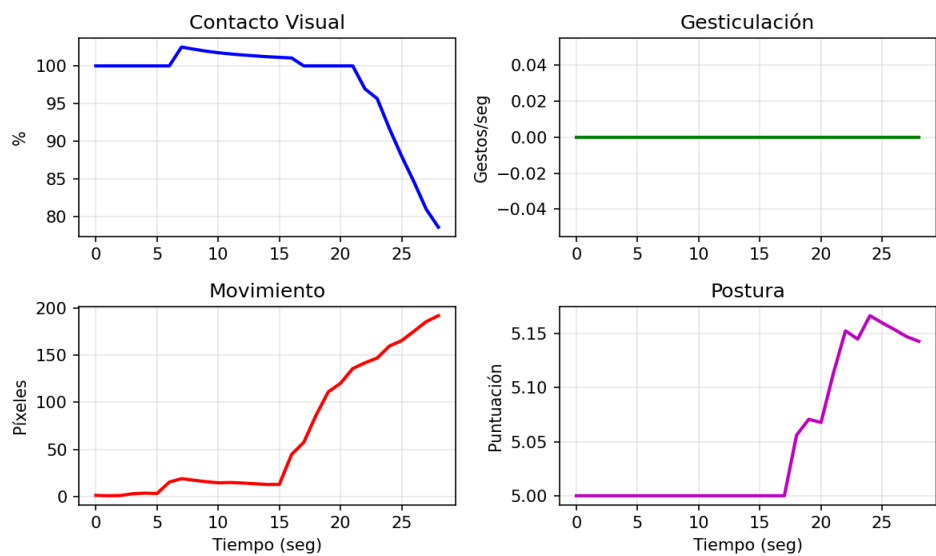 Contacto Visual
%
100
95
90
85
80
0 5 10 15 20 25
Gesticulación
Gestos/seg
0.04
0.02
0.00
−0.02
−0.04
0 5 10 15 20 25
Movimiento
Píxeles
200
150
100
50
0
0 5 10 15 20 25
Tiempo (seg)
Postura
Puntuación
5.15
5.10
5.05
5.00
0 5 10 15 20 25
Tiempo (seg)